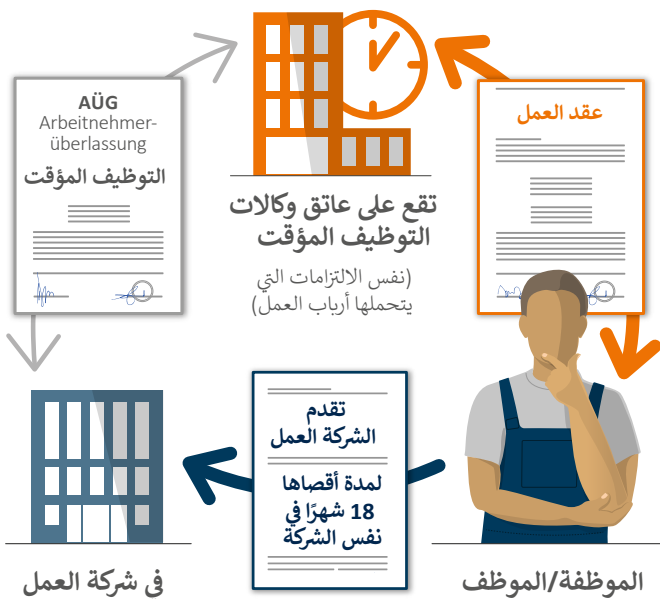 AÜG
Arbeitnehmer-
überlassung
التوظيف المؤقت
عقد العمل
تقع على عاتق وكالات
التوظيف المؤقت
(نفس الالتزامات التي
يتحملها أرباب العمل)
تقدم
الشركة العمل
لمدة أقصاها
18 شهرًا في
نفس الشركة
في شركة العمل
الموظفة/الموظف